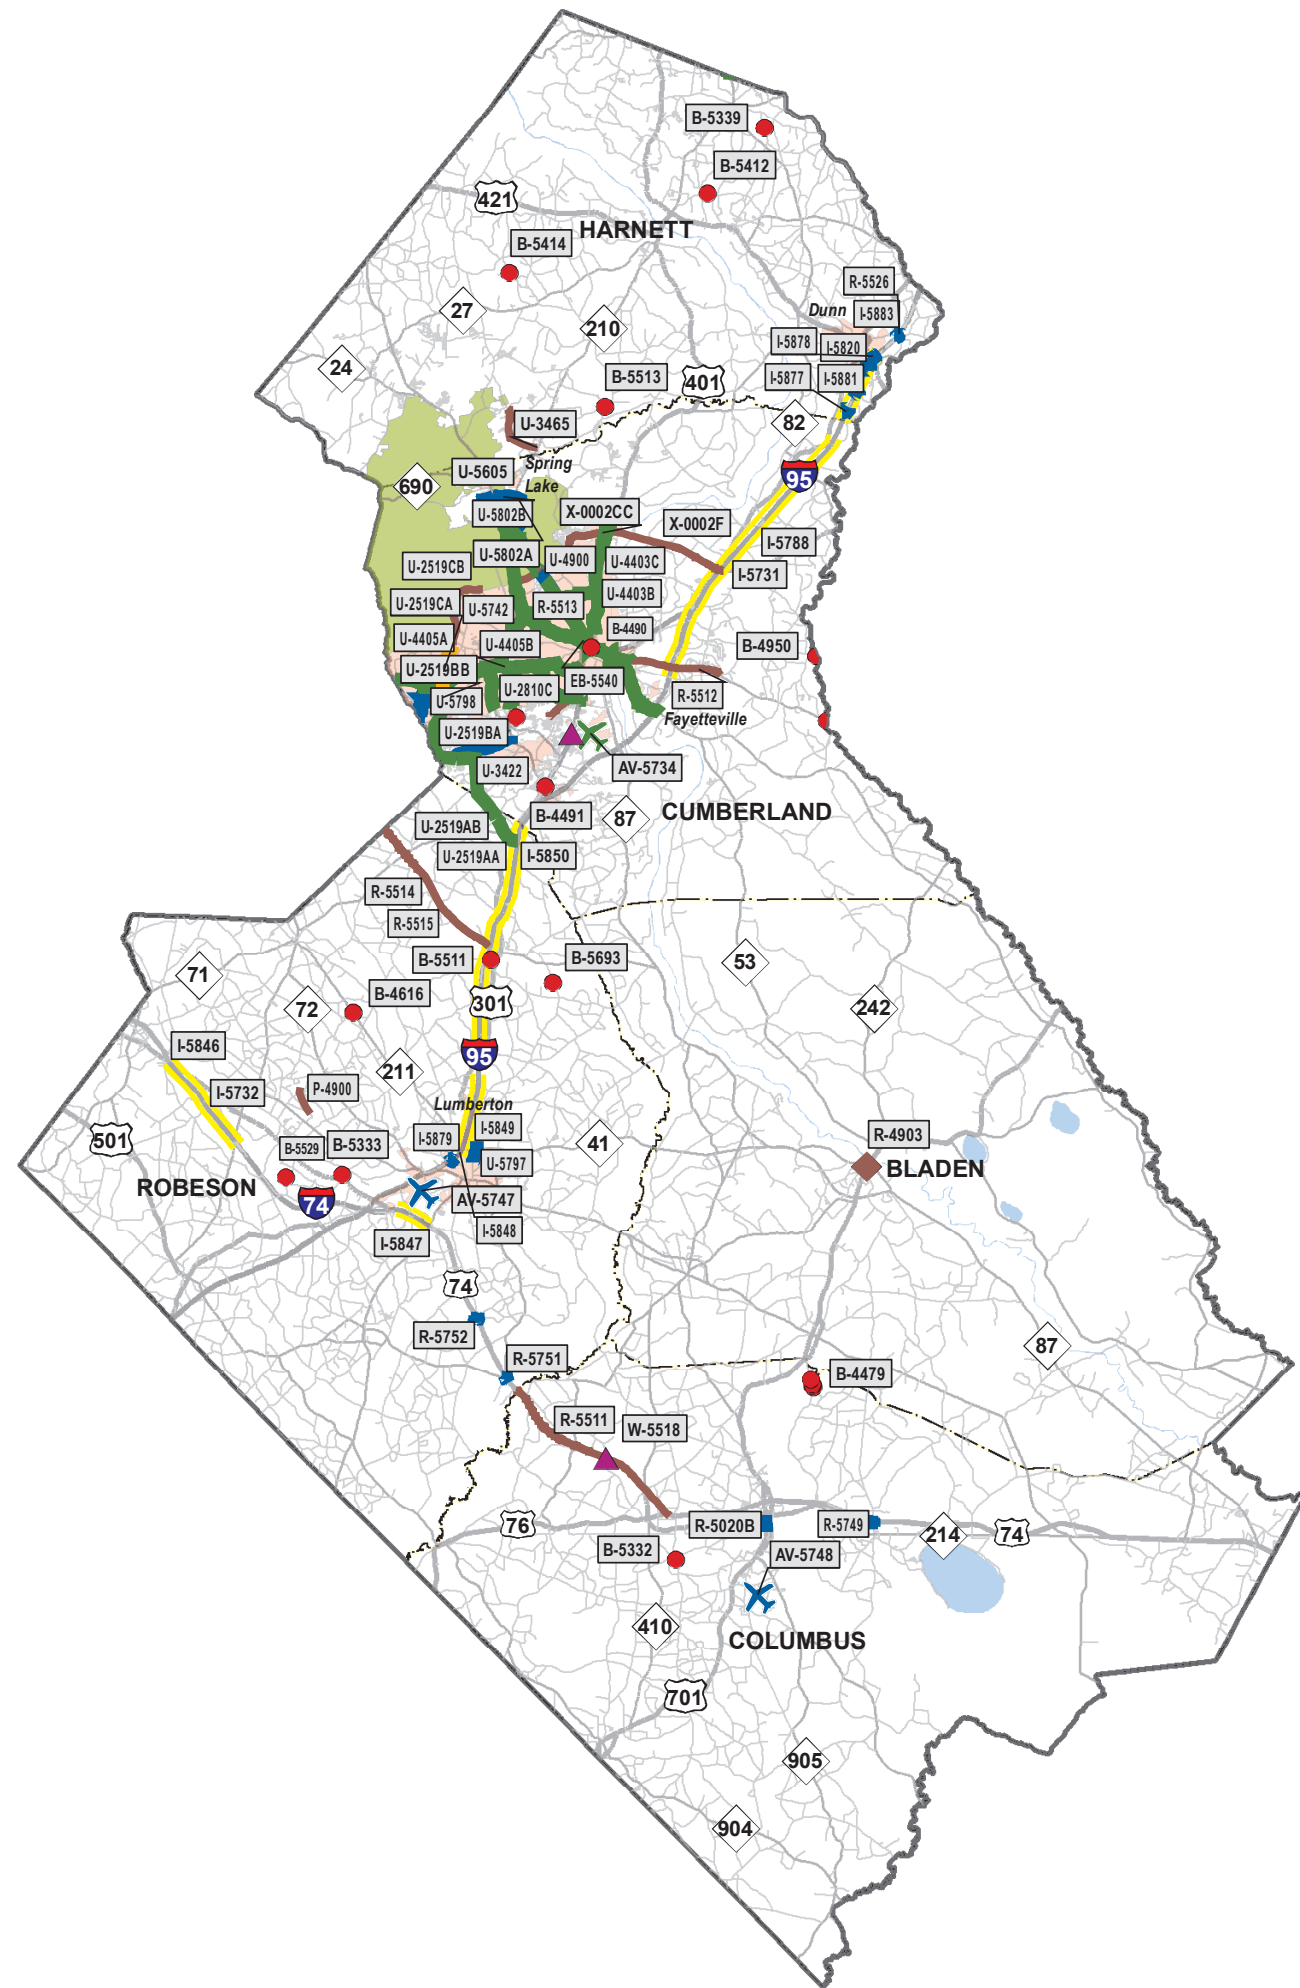 B-5339
B-5412
421
HARNETT
B-5414
R-5526
27
210
Dunn
I-5883
I-5878
I-5820
24
B-5513
401
I-5877
I-5881
U-3465
82
Spring
Lake
U-5605
690
95
U-5802B
X-0002CC
X-0002F
I-5788
U-5802A
U-2519CB
U-4900
U-4403C
I-5731
U-2519CA
U-5742
R-5513
U-4403B
U-4405A
U-4405B
B-4490
B-4950
U-2519BB
EB-5540
U-5798
U-2810C
R-5512
Fayetteville
U-2519BA
U-3422
AV-5734
CUMBERLAND
B-4491
87
U-2519AB
U-2519AA
I-5850
R-5514
R-5515
B-5511
B-5693
53
71
B-4616
72
301
242
I-5846
95
211
I-5732
P-4900
Lumberton
501
I-5879
I-5849
41
R-4903
B-5529
B-5333
U-5797
BLADEN
ROBESON
74
AV-5747
I-5848
I-5847
74
R-5752
87
R-5751
B-4479
R-5511
W-5518
76
R-5020B
R-5749
214
74
B-5332
AV-5748
410
COLUMBUS
701
905
904